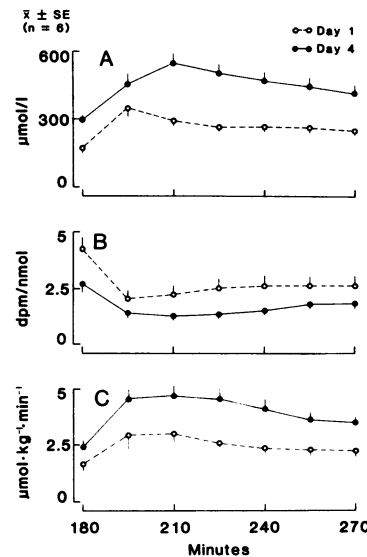 x̄ ± SE
(n = 6)
Day 1
Day 4
A
μmol/l
600
300
0
B
dpm/nmol
5
2.5
0
C
μmol·kg⁻¹·min⁻¹
5
2.5
0
180 210 240 270
Minutes